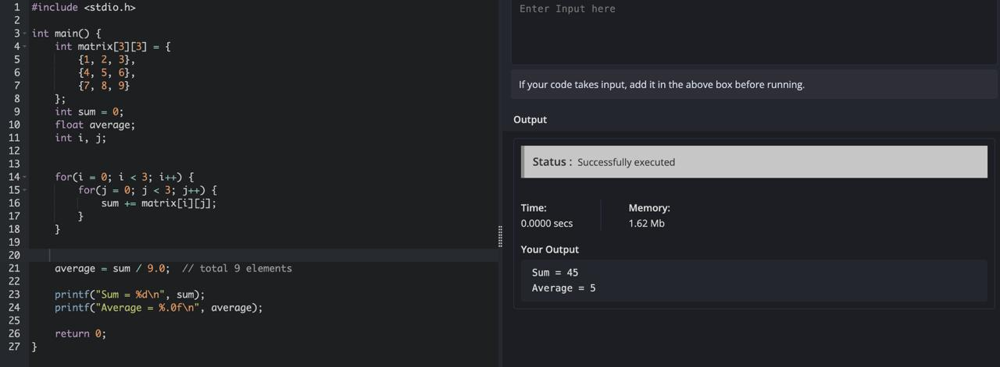 1 #include <stdio.h>
2
3 int main() {
4     int matrix[3][3] = {
5         {1, 2, 3},
6         {4, 5, 6},
7         {7, 8, 9}
8     };
9     int sum = 0;
10     float average;
11     int i, j;
12
13
14     for(i = 0; i < 3; i++) {
15         for(j = 0; j < 3; j++) {
16             sum += matrix[i][j];
17         }
18     }
19
20
21     average = sum / 9.0;  // total 9 elements
22
23     printf("Sum = %d\n", sum);
24     printf("Average = %.0f\n", average);
25
26     return 0;
27 }
Enter Input here
If your code takes input, add it in the above box before running.
Output
Status : Successfully executed
Time: Memory:
0.0000 secs 1.62 Mb
Your Output
Sum = 45
Average = 5